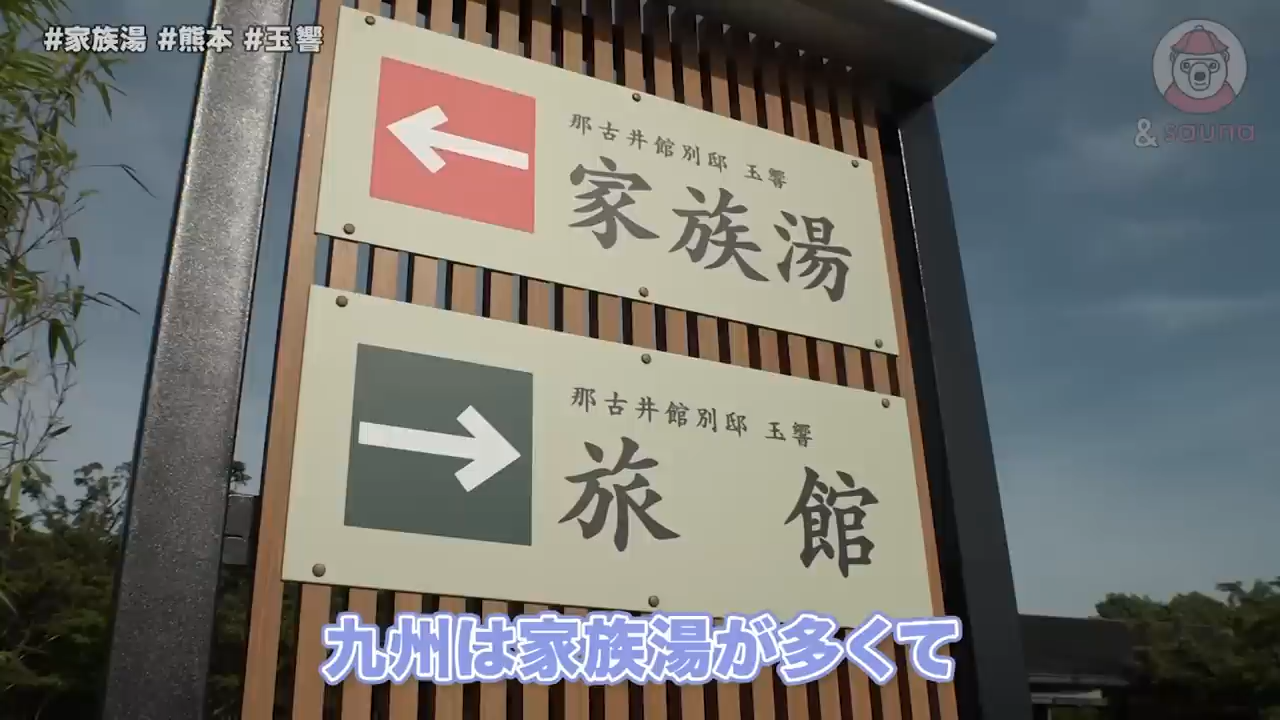 #家族湯 #熊本 #玉響
& sauna
那古井館別邸 玉響
家族湯
那古井館別邸 玉響
旅館
九州は家族湯が多くて